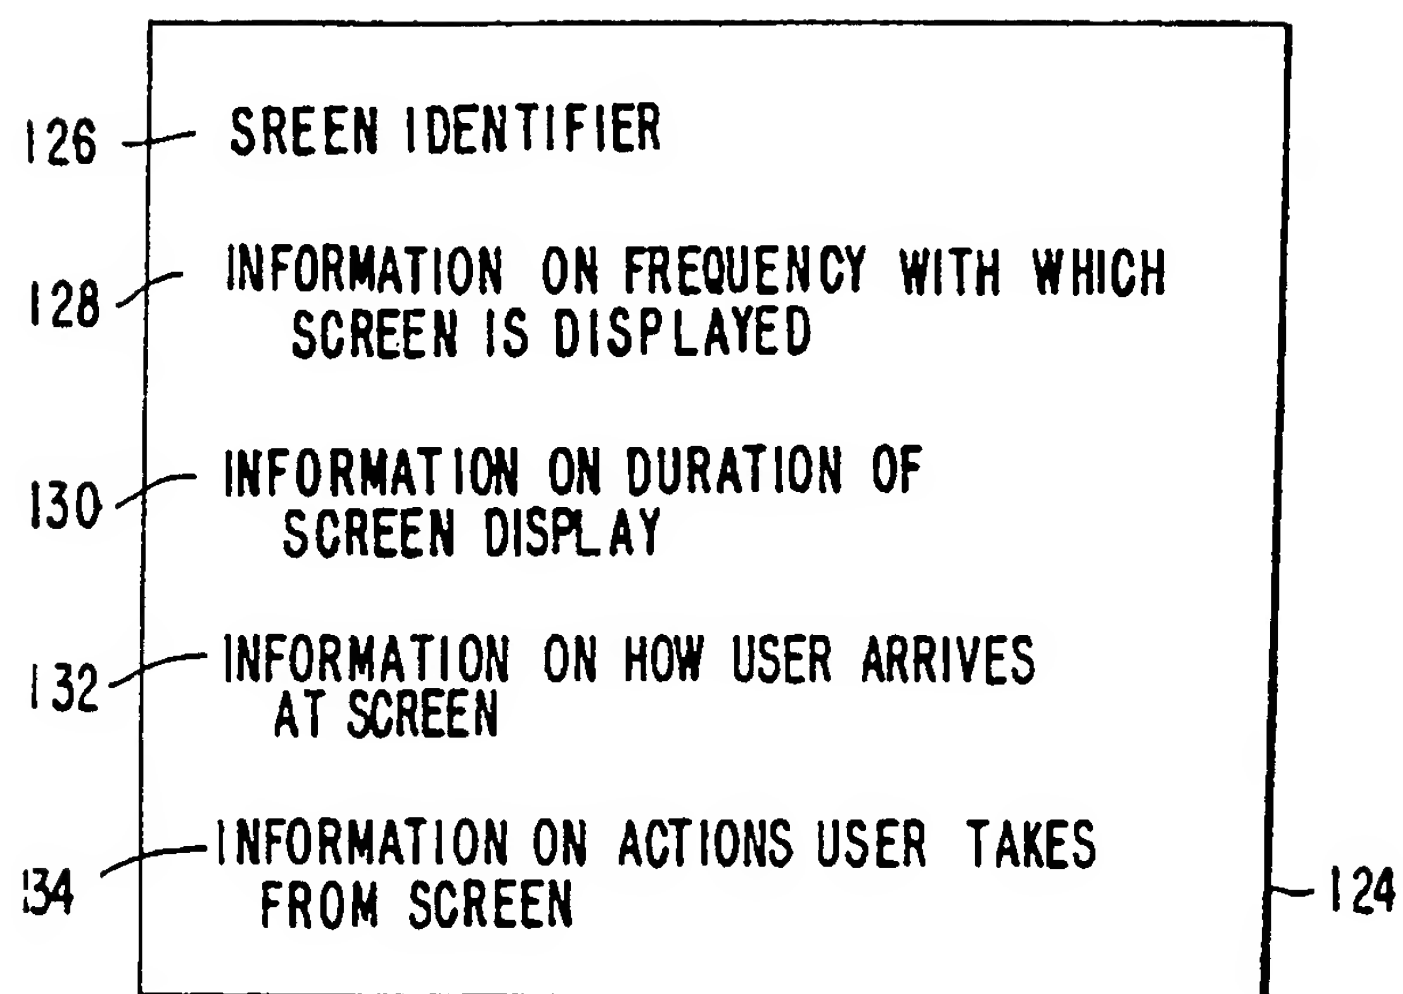 126 SREEN IDENTIFIER
128 INFORMATION ON FREQUENCY WITH WHICH
SCREEN IS DISPLAYED
130 INFORMATION ON DURATION OF
SCREEN DISPLAY
132 INFORMATION ON HOW USER ARRIVES
AT SCREEN
134 INFORMATION ON ACTIONS USER TAKES
FROM SCREEN
124